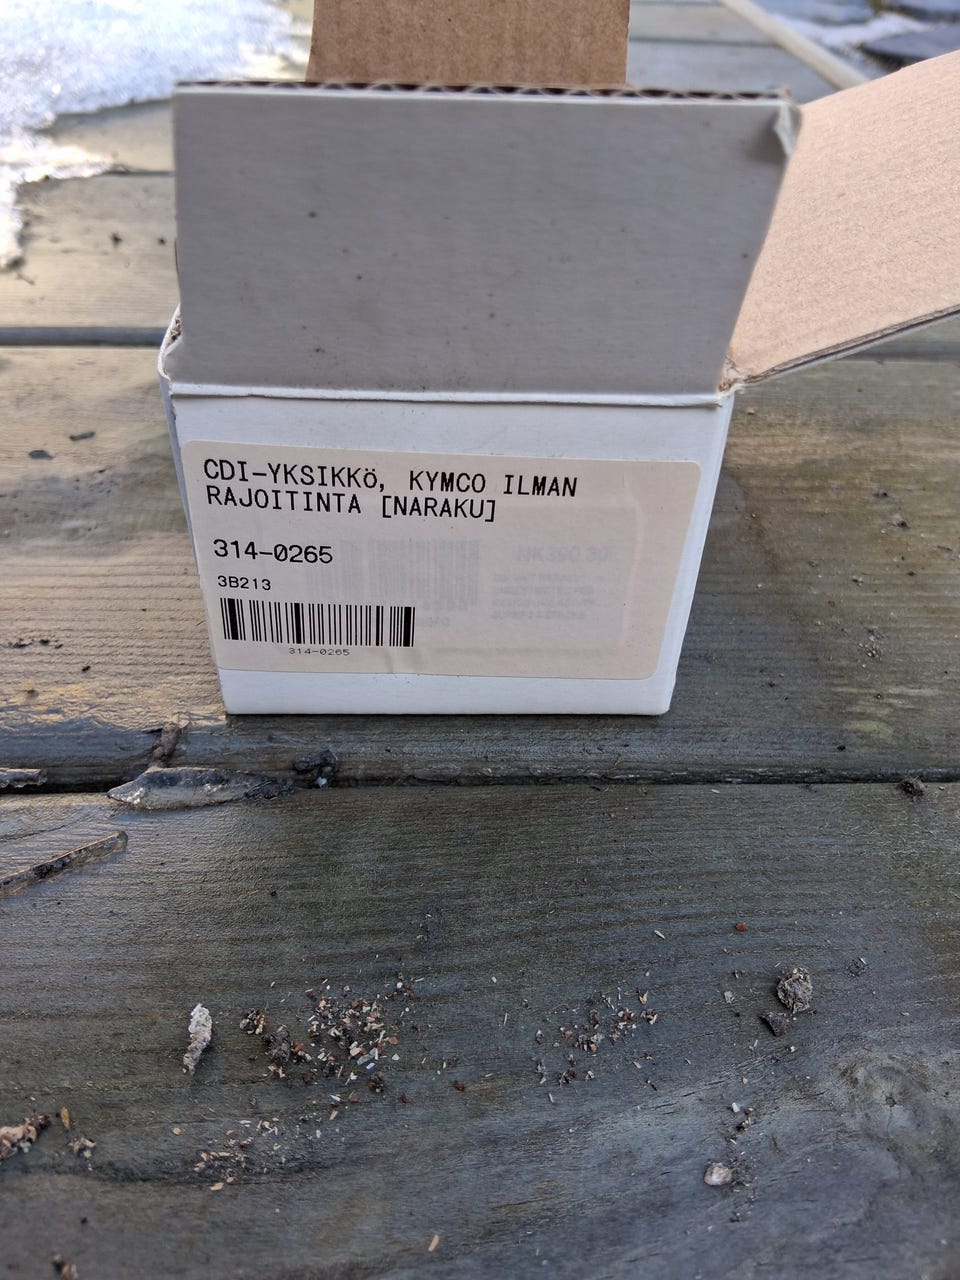 CDI-YKSIKKö, KYMCO ILMAN
RAJOITINTA [NARAKU]
314-0265
3B213
314-0265